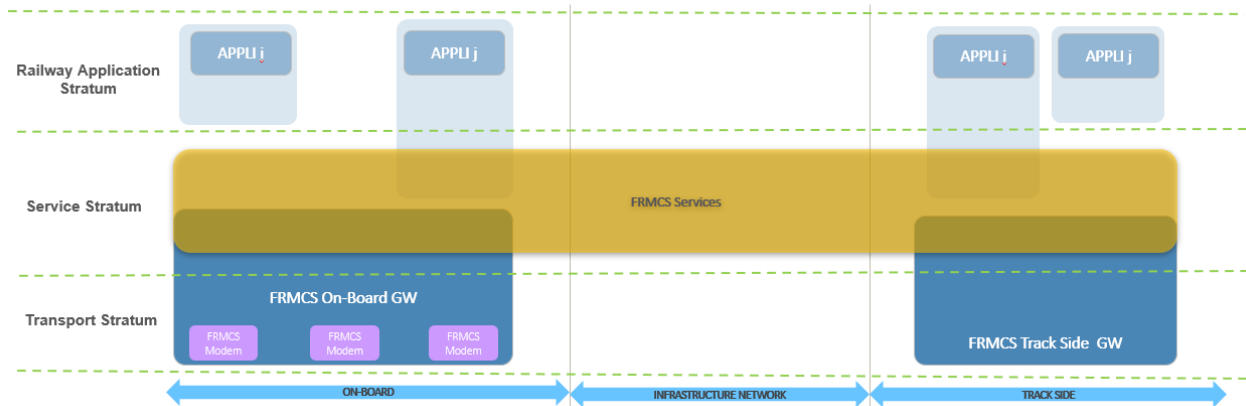 APPLI i
APPLI j
APPLI i
APPLI j
Railway Application
Stratum
Service Stratum
FRMCS Services
Transport Stratum
FRMCS On-Board GW
FRMCS
Modem
FRMCS
Modem
FRMCS
Modem
FRMCS Track Side GW
ON-BOARD
INFRASTRUCTURE NETWORK
TRACK SIDE